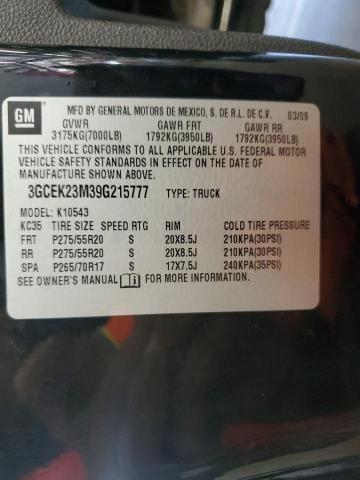 GM MFD BY GENERAL MOTORS DE MEXICO, S. DE R.L. DE C.V. 03/09
GVWR GAWR FRT GAWR RR
3175KG(7000LB) 1792KG(3950LB) 1792KG(3950LB)
THIS VEHICLE CONFORMS TO ALL APPLICABLE U.S. FEDERAL MOTOR
VEHICLE SAFETY STANDARDS IN EFFECT ON THE DATE OF
MANUFACTURE SHOWN ABOVE.
3GCEK23M39G215777 TYPE: TRUCK
MODEL: K10543
KC35 TIRE SIZE SPEED RTG RIM COLD TIRE PRESSURE
FRT P275/55R20 S 20X8.5J 210KPA(30PSI)
RR P275/55R20 S 20X8.5J 210KPA(30PSI)
SPA P265/70R17 S 17X7.5J 240KPA(35PSI)
SEE OWNER'S MANUAL FOR MORE INFORMATION.